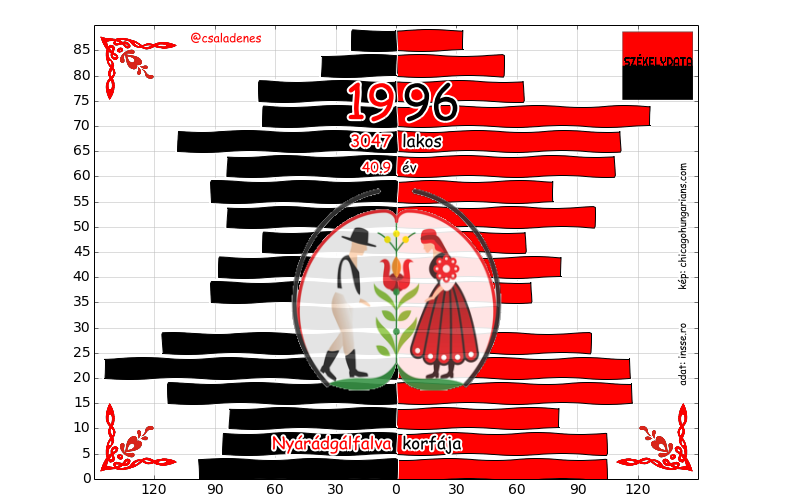 @csaladenes
SZÉKELYDATA
1996
3047 lakos
40.9 év
kép: chicagohungarians.com
adat: insse.ro
Nyárádgálfalva korfája
85
80
75
70
65
60
55
50
45
40
35
30
25
20
15
10
5
0
120 90 60 30 0 30 60 90 120